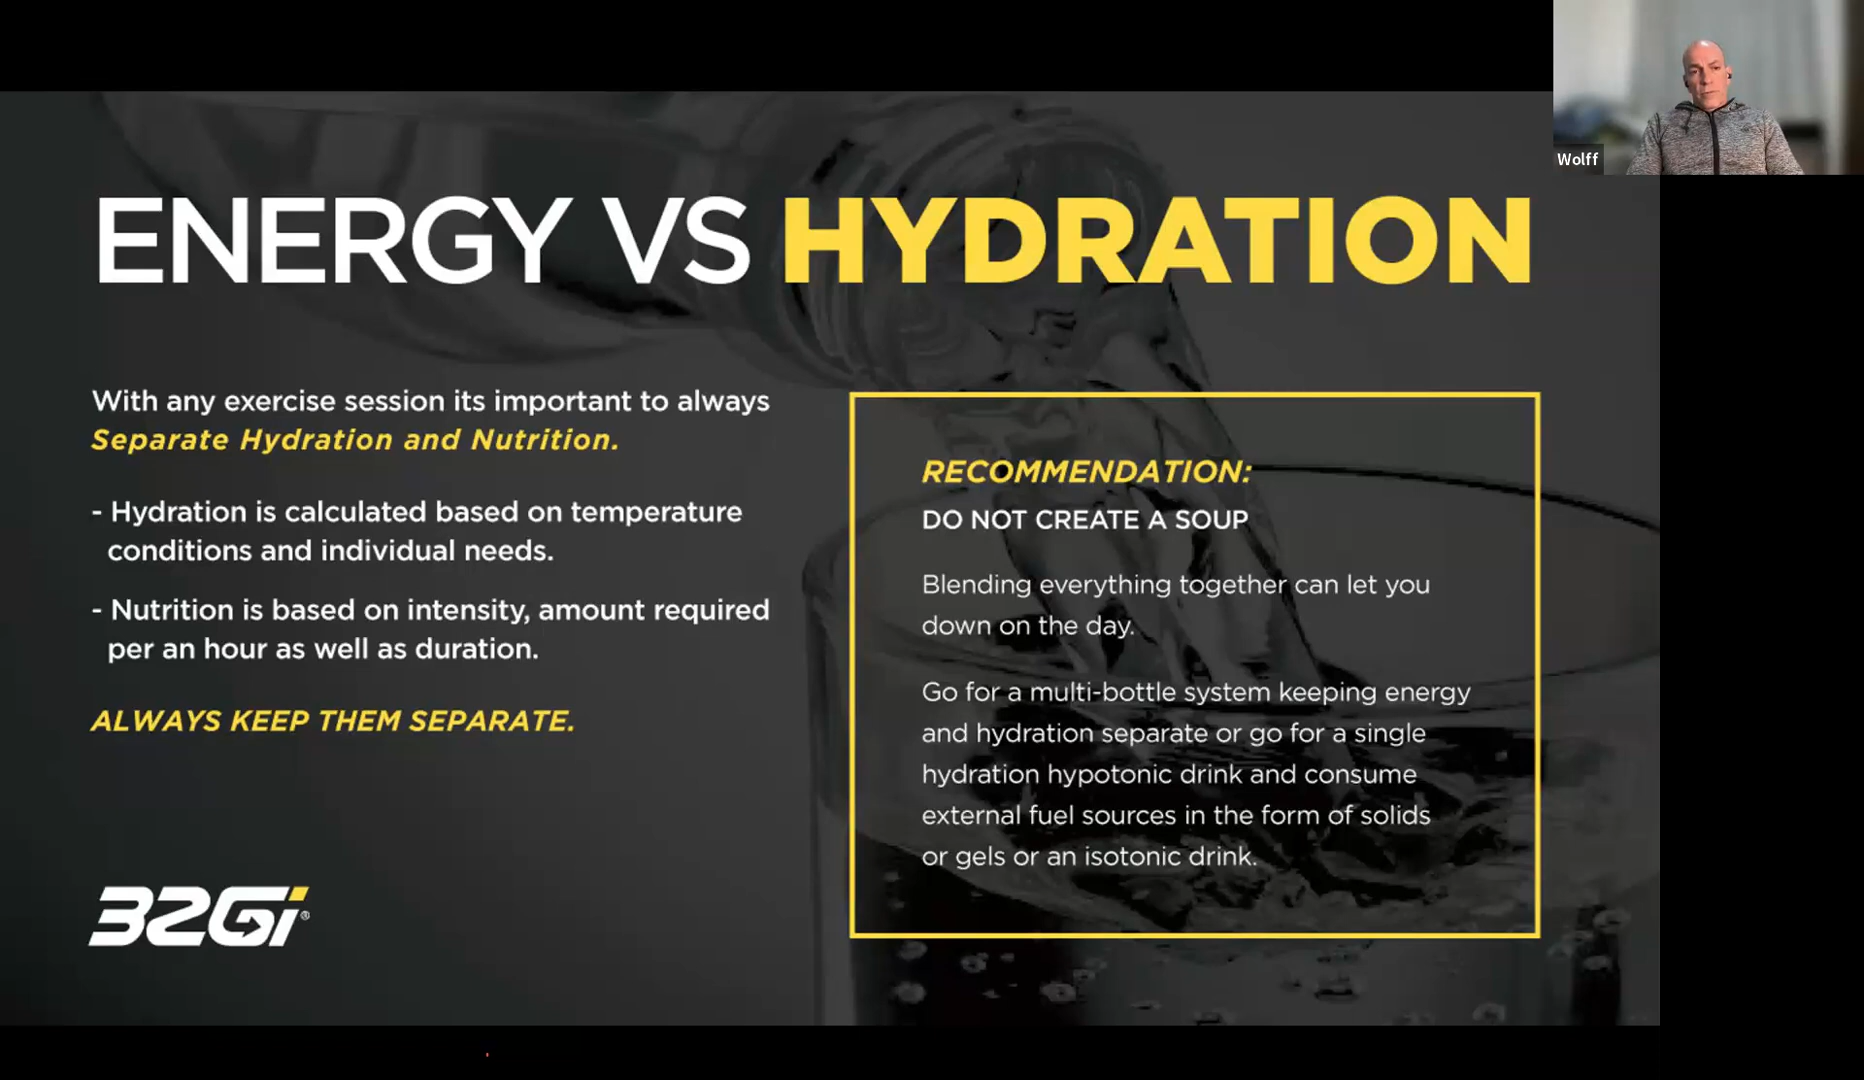 Wolff
ENERGY VS HYDRATION
With any exercise session its important to always
Separate Hydration and Nutrition.
- Hydration is calculated based on temperature
conditions and individual needs.
- Nutrition is based on intensity, amount required
per an hour as well as duration.
ALWAYS KEEP THEM SEPARATE.
32Gi®
RECOMMENDATION:
DO NOT CREATE A SOUP
Blending everything together can let you
down on the day.
Go for a multi-bottle system keeping energy
and hydration separate or go for a single
hydration hypotonic drink and consume
external fuel sources in the form of solids
or gels or an isotonic drink.